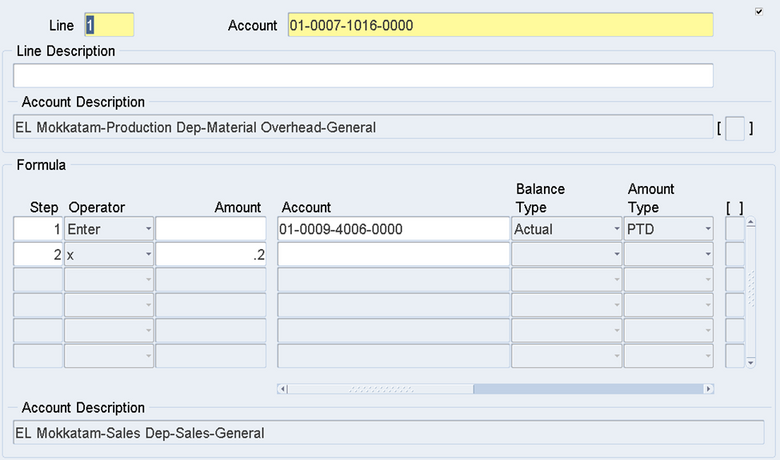 Line 1 Account 01-0007-1016-0000
Line Description
Account Description
EL Mokkatam-Production Dep-Material Overhead-General [ ]
Formula
Balance Amount
Step Operator Amount Account Type Type [ ]
1 Enter 01-0009-4006-0000 Actual PTD
2 x .2
Account Description
EL Mokkatam-Sales Dep-Sales-General